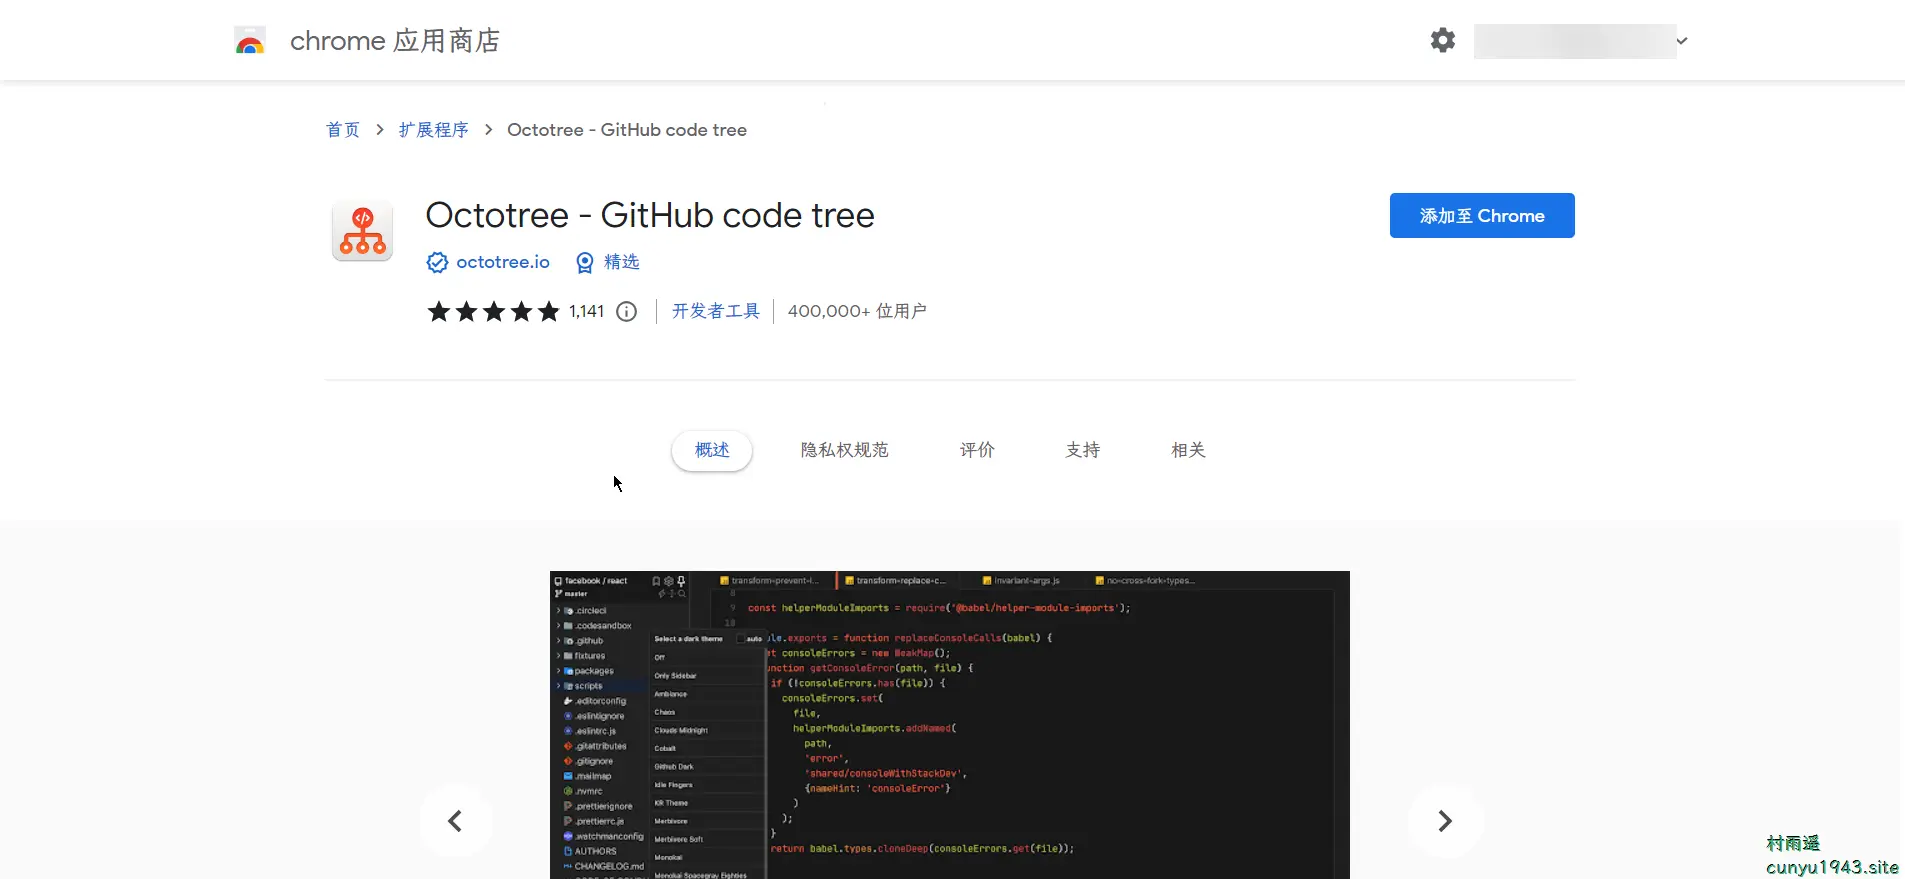 chrome 应用商店
首页 > 扩展程序 > Octotree - GitHub code tree
Octotree - GitHub code tree
添加至 Chrome
octotree.io 精选
1,141 开发者工具 400,000+ 位用户
概述 隐私权规范 评价 支持 相关
facebook / react
master
.circleci
.codesandbox
.github
fixtures
packages
scripts
.editorconfig
.eslintignore
.eslintrc.js
.gitattributes
.gitignore
.mailmap
.nvmrc
.prettierignore
.prettierrc.js
.watchmanconfig
AUTHORS
CHANGELOG.md
Select a dark theme auto
Off
Only Sidebar
Ambiance
Chaos
Clouds Midnight
Cobalt
Github Dark
Idle Fingers
KR Theme
Merbivore
Merbivore Soft
Monokai
Monokai Spacegray Eighties
transform-prevent-i... transform-replace-c... invariant-args.js no-cross-fork-types...
8
9 const helperModuleImports = require('@babel/helper-module-imports');
10
ule.exports = function replaceConsoleCalls(babel) {
t consoleErrors = new WeakMap();
unction getConsoleError(path, file) {
if (!consoleErrors.has(file)) {
consoleErrors.set(
file,
helperModuleImports.addNamed(
path,
'error',
'shared/consoleWithStackDev',
{nameHint: 'consoleError'}
)
);
}
return babel.types.cloneDeep(consoleErrors.get(file));
村雨遥
cunyu1943.site